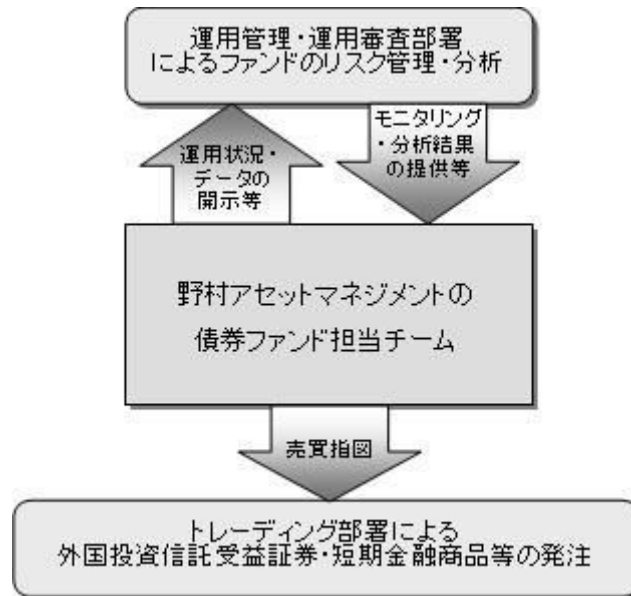 運用管理・運用審査部署
によるファンドのリスク管理・分析
運用状況・
データの
開示等
モニタリング
・分析結果
の提供等
野村アセットマネジメントの
債券ファンド担当チーム
売買指図
トレーディング部署による
外国投資信託受益証券・短期金融商品等の発注